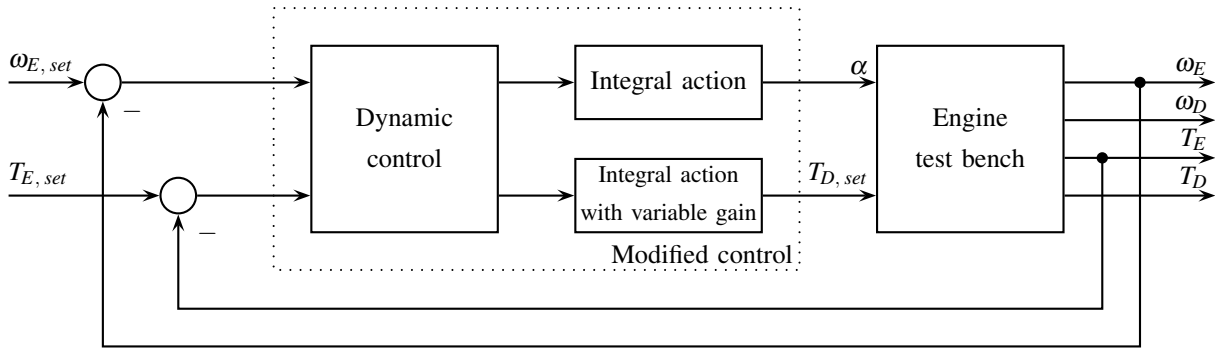 ω_{E, set}
−
Dynamic
control
Integral action
α
Engine
test bench
ω_E
ω_D
T_E
T_D
T_{E, set}
−
Integral action
with variable gain
T_{D, set}
Modified control